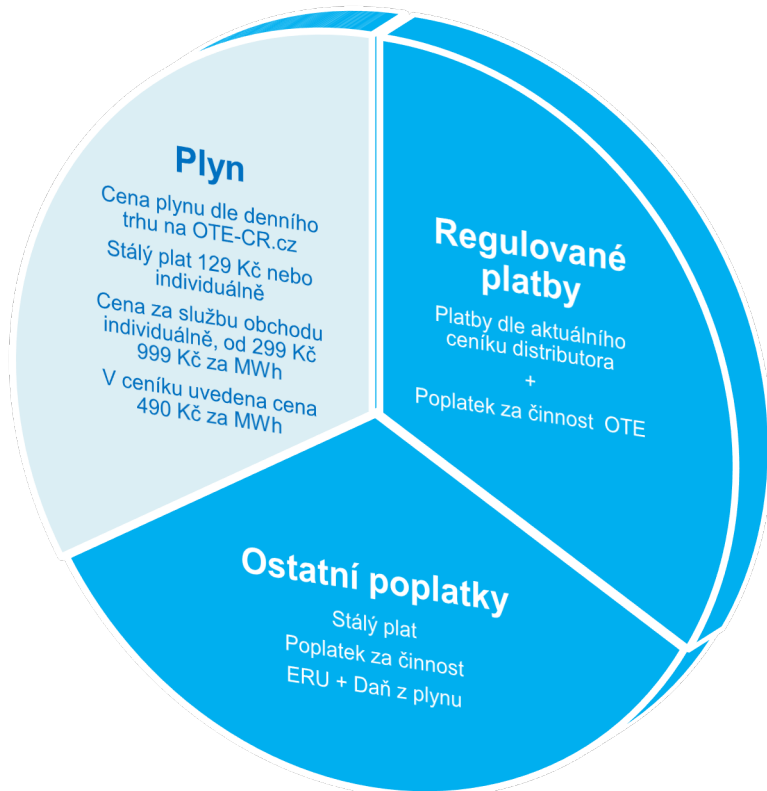 Plyn
Cena plynu dle denního
trhu na OTE-CR.cz
Stálý plat 129 Kč nebo
individuálně
Cena za službu obchodu
individuálně, od 299 Kč
999 Kč za MWh
V ceníku uvedena cena
490 Kč za MWh
Regulované
platby
Platby dle aktuálního
ceníku distributora
+
Poplatek za činnost OTE
Ostatní poplatky
Stálý plat
Poplatek za činnost
ERU + Daň z plynu